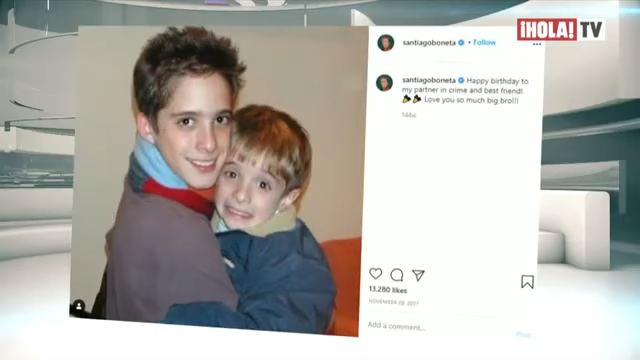 ¡HOLA! TV
santiagoboneta • Follow
santiagoboneta Happy birthday to
my partner in crime and best friend!
Love you so much big bro!!!
144w
13.280 likes
NOVEMBER 28, 2017
Add a comment...
Post